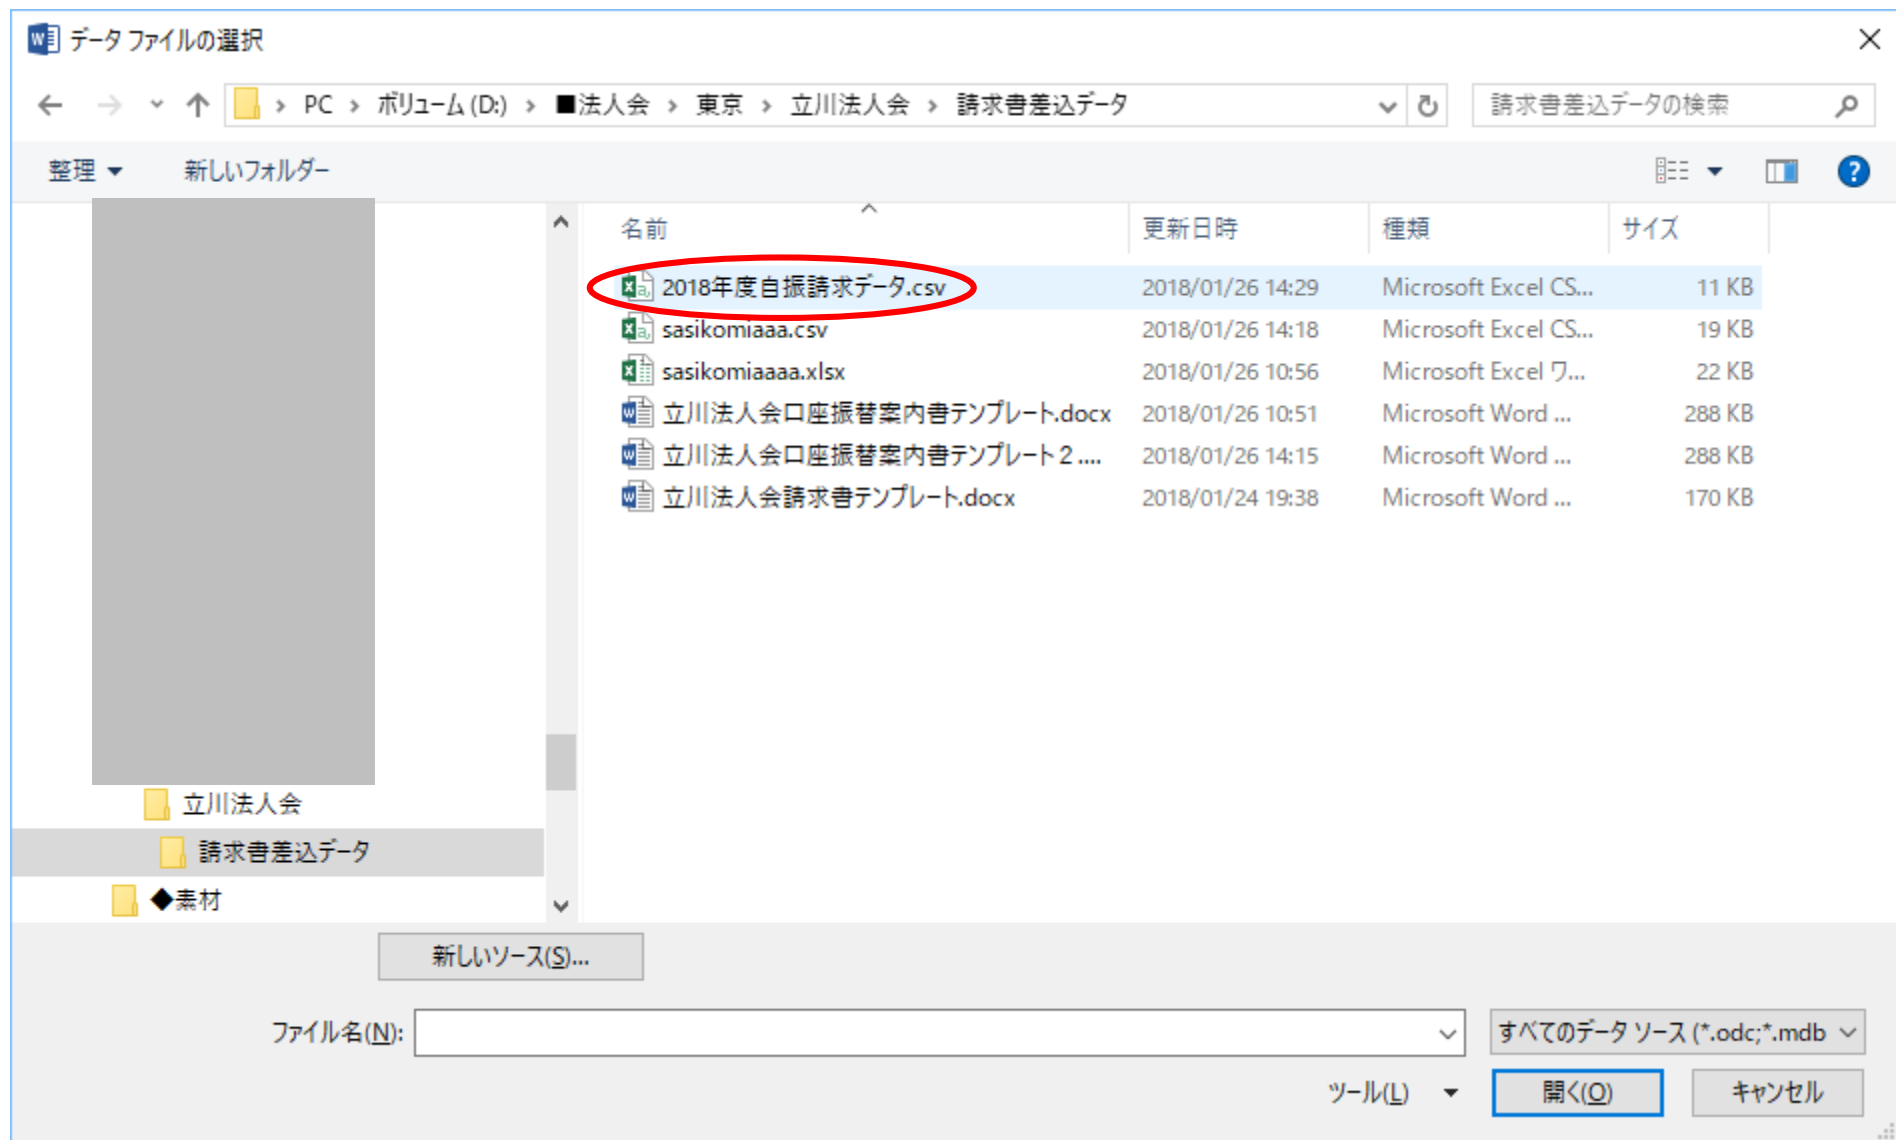 データ ファイルの選択
PC › ボリューム (D:) › ■法人会 › 東京 › 立川法人会 › 請求書差込データ
請求書差込データの検索
整理 新しいフォルダー
名前 更新日時 種類 サイズ
2018年度自振請求データ.csv 2018/01/26 14:29 Microsoft Excel CS... 11 KB
sasikomiaaa.csv 2018/01/26 14:18 Microsoft Excel CS... 19 KB
sasikomiaaaa.xlsx 2018/01/26 10:56 Microsoft Excel ワ... 22 KB
立川法人会口座振替案内書テンプレート.docx 2018/01/26 10:51 Microsoft Word ... 288 KB
立川法人会口座振替案内書テンプレート２.... 2018/01/26 14:15 Microsoft Word ... 288 KB
立川法人会請求書テンプレート.docx 2018/01/24 19:38 Microsoft Word ... 170 KB
立川法人会
請求書差込データ
◆素材
新しいソース(S)...
ファイル名(N):
すべてのデータ ソース (*.odc;*.mdb
ツール(L) 開く(O) キャンセル